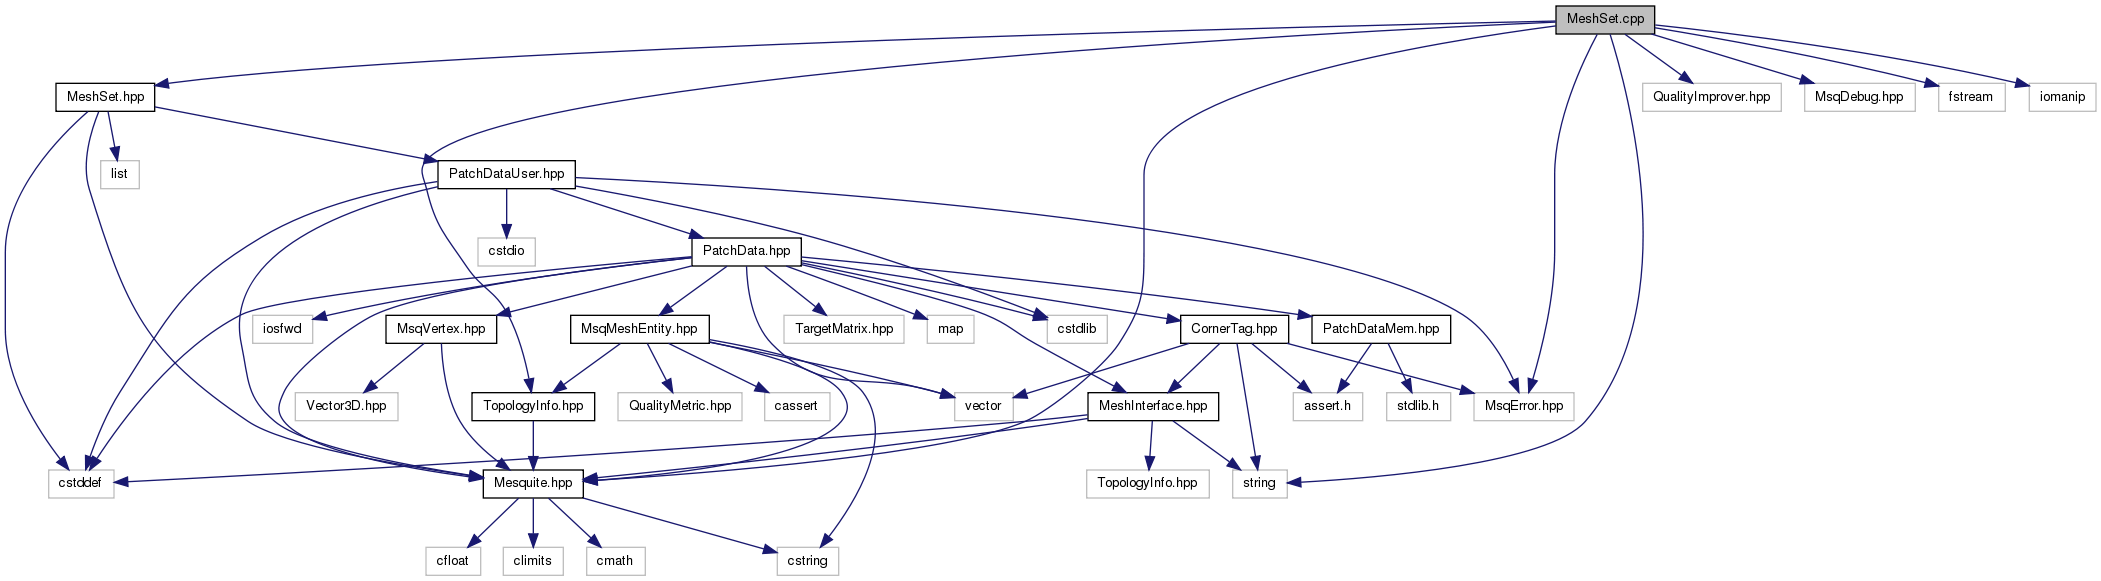 MeshSet.cpp
MeshSet.hpp
QualityImprover.hpp
MsqDebug.hpp
fstream
iomanip
list
PatchDataUser.hpp
cstdio
PatchData.hpp
iosfwd
MsqVertex.hpp
MsqMeshEntity.hpp
TargetMatrix.hpp
map
cstdlib
CornerTag.hpp
PatchDataMem.hpp
Vector3D.hpp
TopologyInfo.hpp
QualityMetric.hpp
cassert
vector
MeshInterface.hpp
assert.h
stdlib.h
MsqError.hpp
cstddef
Mesquite.hpp
TopologyInfo.hpp
string
cfloat
climits
cmath
cstring